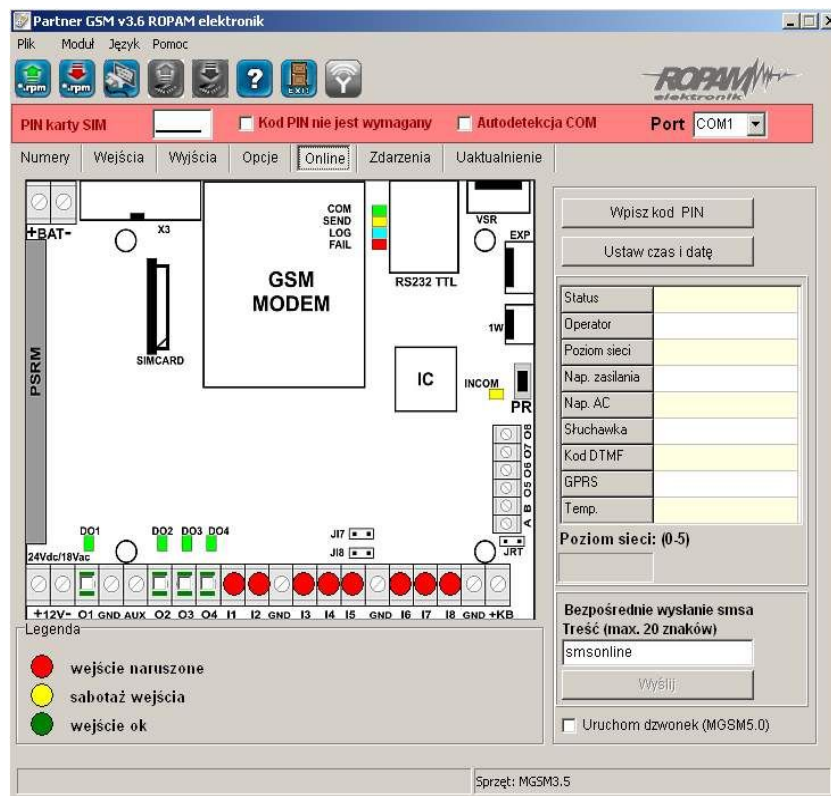 Partner GSM v3.6 ROPAM elektronik
Plik Moduł Język Pomoc
*.rpm *.rpm ? EXIT
ROPAM elektronik
PIN karty SIM Kod PIN nie jest wymagany Autodetekcja COM Port COM1
Numery Wejścia Wyjścia Opcje Online Zdarzenia Uaktualnienie
+BAT-
X3
COM
SEND
LOG
FAIL
VSR
EXP
RS232 TTL
GSM
MODEM
1W
SIMCARD
PSRM
IC
INCOM
PR
O8
O7
O6
O5
B
A
JRT
DO1 DO2 DO3 DO4
JI7
JI8
24Vdc/18Vac
+12V- O1 GND AUX O2 O3 O4 I1 I2 GND I3 I4 I5 GND I6 I7 I8 GND +KB
Legenda
wejście naruszone
sabotaż wejścia
wejście ok
Wpisz kod PIN
Ustaw czas i datę
Status
Operator
Poziom sieci
Nap. zasilania
Nap. AC
Słuchawka
Kod DTMF
GPRS
Temp.
Poziom sieci: (0-5)
Bezpośrednie wysłanie smsa
Treść (max. 20 znaków)
smsonline
Wyślij
Uruchom dzwonek (MGSM5.0)
Sprzęt: MGSM3.5